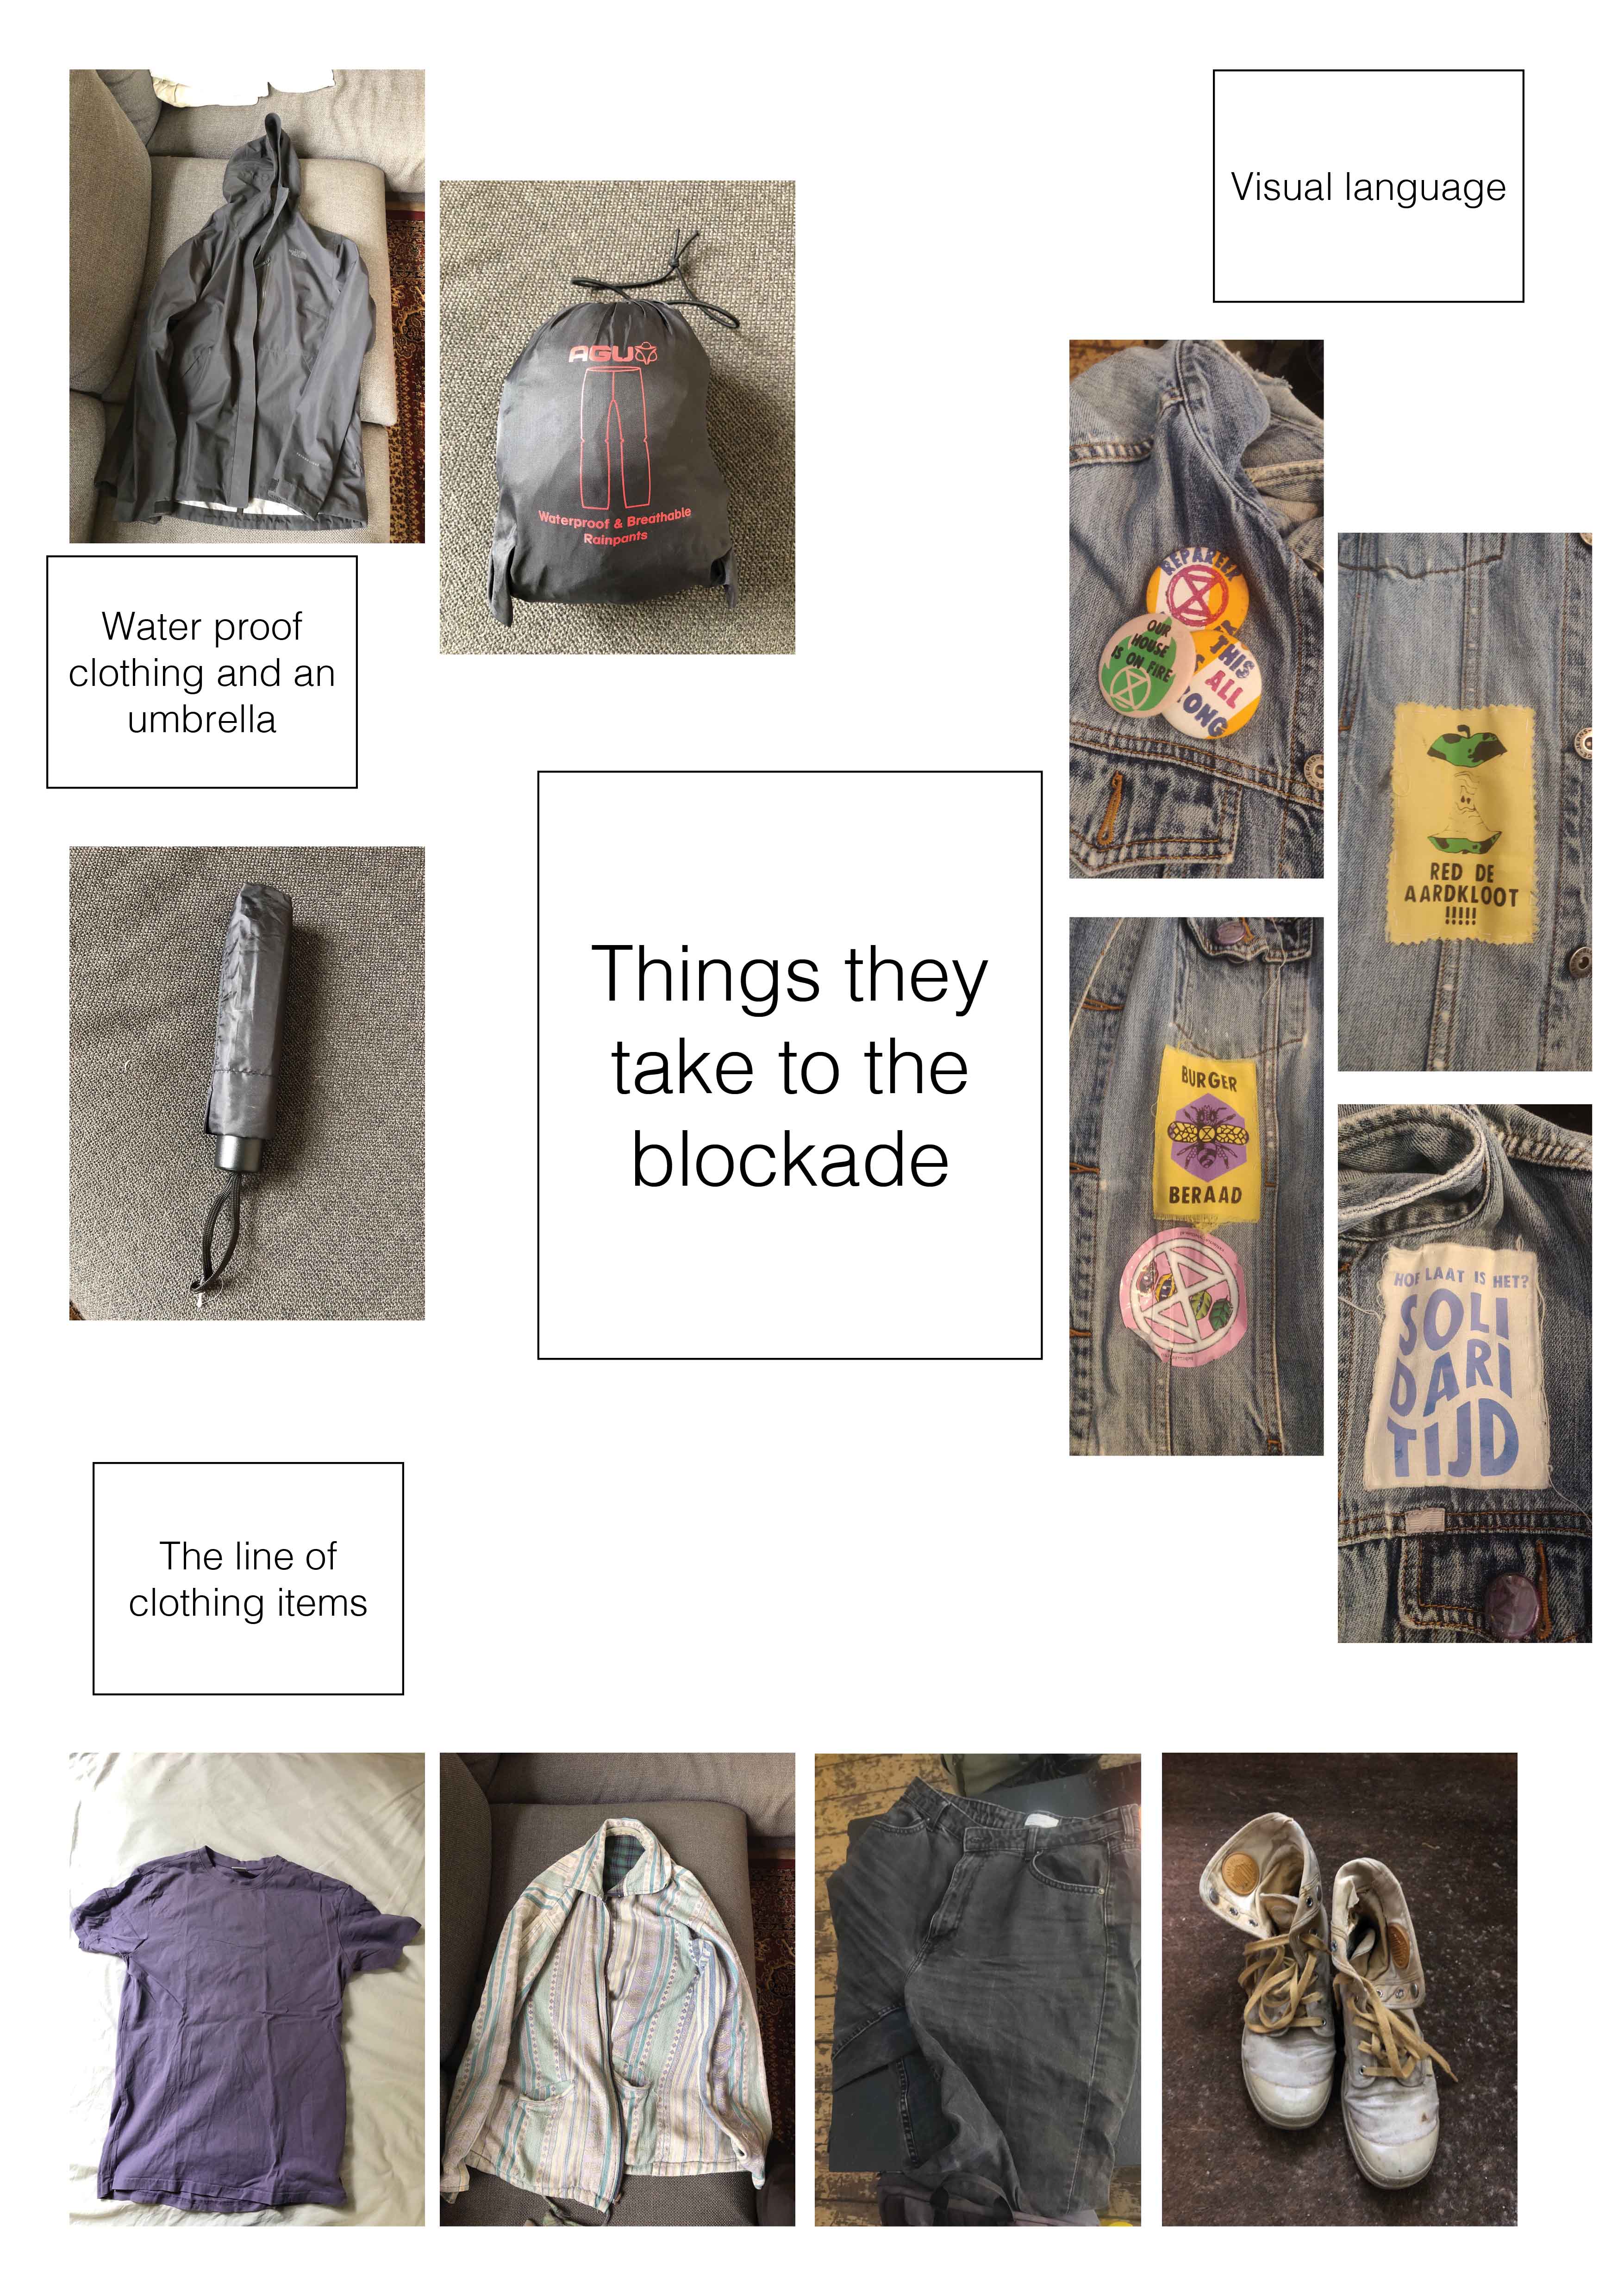 Visual language
AGU
Waterproof & Breathable
Rainpants
Water proof
clothing and an
umbrella
REPAREER
OUR
HOUSE
IS ON FIRE
THIS
ALL
RED DE
AARDKLOOT
!!!!!
Things they
take to the
blockade
BURGER
BERAAD
HOE LAAT IS HET?
SOLI
DARI
TIJD
The line of
clothing items